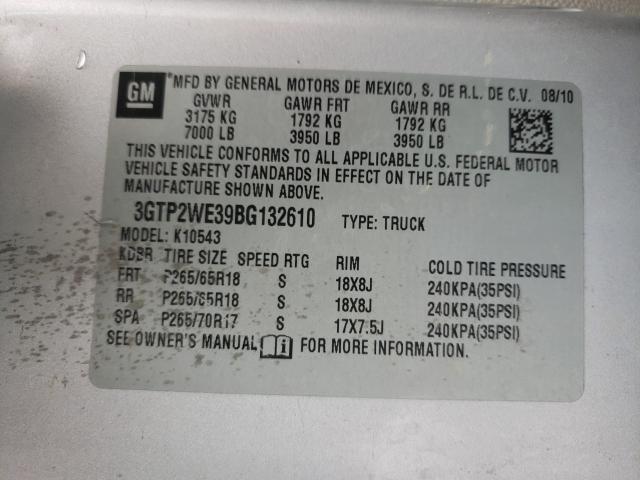 GM
*MFD BY GENERAL MOTORS DE MEXICO, S. DE R.L. DE C.V. 08/10
GVWR GAWR FRT GAWR RR
3175 KG 1792 KG 1792 KG
7000 LB 3950 LB 3950 LB
THIS VEHICLE CONFORMS TO ALL APPLICABLE U.S. FEDERAL MOTOR
VEHICLE SAFETY STANDARDS IN EFFECT ON THE DATE OF
MANUFACTURE SHOWN ABOVE.
3GTP2WE39BG132610 TYPE: TRUCK
MODEL: K10543
KDBR TIRE SIZE SPEED RTG RIM COLD TIRE PRESSURE
FRT P265/65R18 S 18X8J 240KPA(35PSI)
RR P265/65R18 S 18X8J 240KPA(35PSI)
SPA P265/70R17 S 17X7.5J 240KPA(35PSI)
SEE OWNER'S MANUAL FOR MORE INFORMATION.